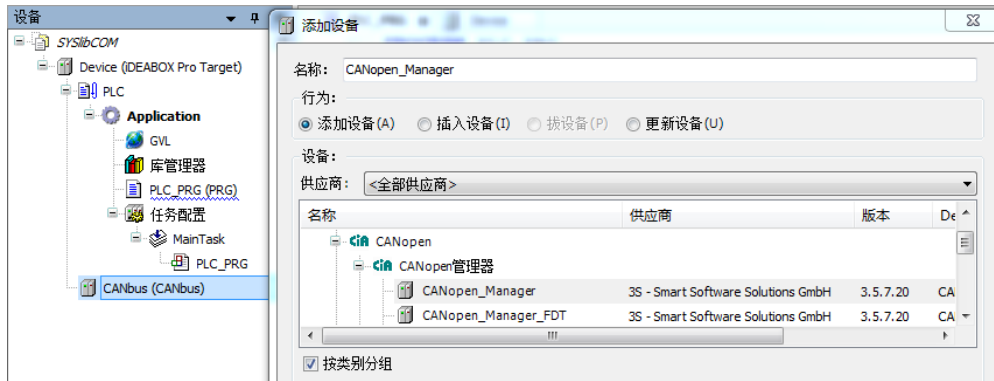 设备
SYSlibCOM
Device (iDEABOX Pro Target)
PLC
Application
GVL
库管理器
PLC_PRG (PRG)
任务配置
MainTask
PLC_PRG
CANbus (CANbus)
添加设备
名称: CANopen_Manager
行为:
添加设备(A) 插入设备(I) 拔设备(P) 更新设备(U)
设备:
供应商: <全部供应商>
名称 供应商 版本 De
CiA CANopen
CiA CANopen管理器
CANopen_Manager 3S - Smart Software Solutions GmbH 3.5.7.20 CA
CANopen_Manager_FDT 3S - Smart Software Solutions GmbH 3.5.7.20 CA
按类别分组